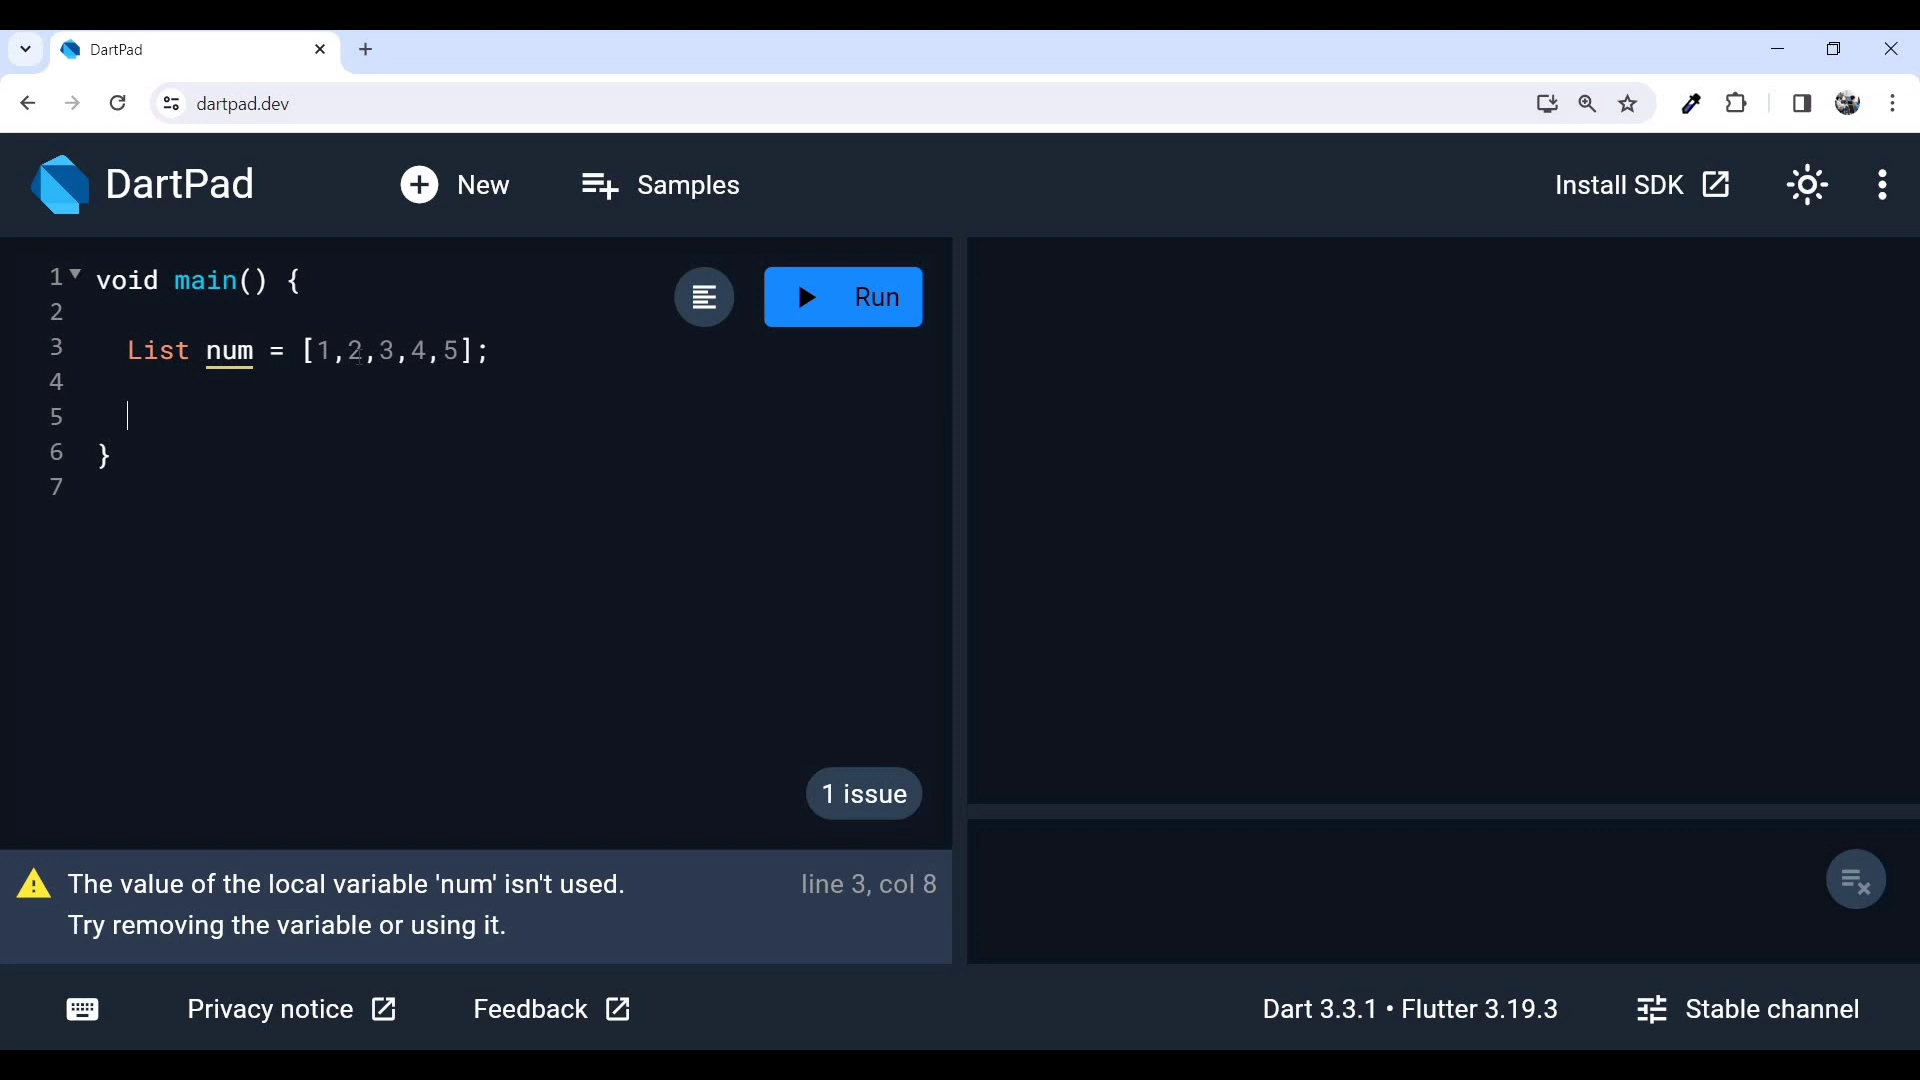 DartPad
dartpad.dev
DartPad
New
Samples
Install SDK
1 void main() {
2
3 List num = [1,2,3,4,5];
4
5
6 }
7
Run
1 issue
The value of the local variable 'num' isn't used.
line 3, col 8
Try removing the variable or using it.
Privacy notice
Feedback
Dart 3.3.1 • Flutter 3.19.3
Stable channel